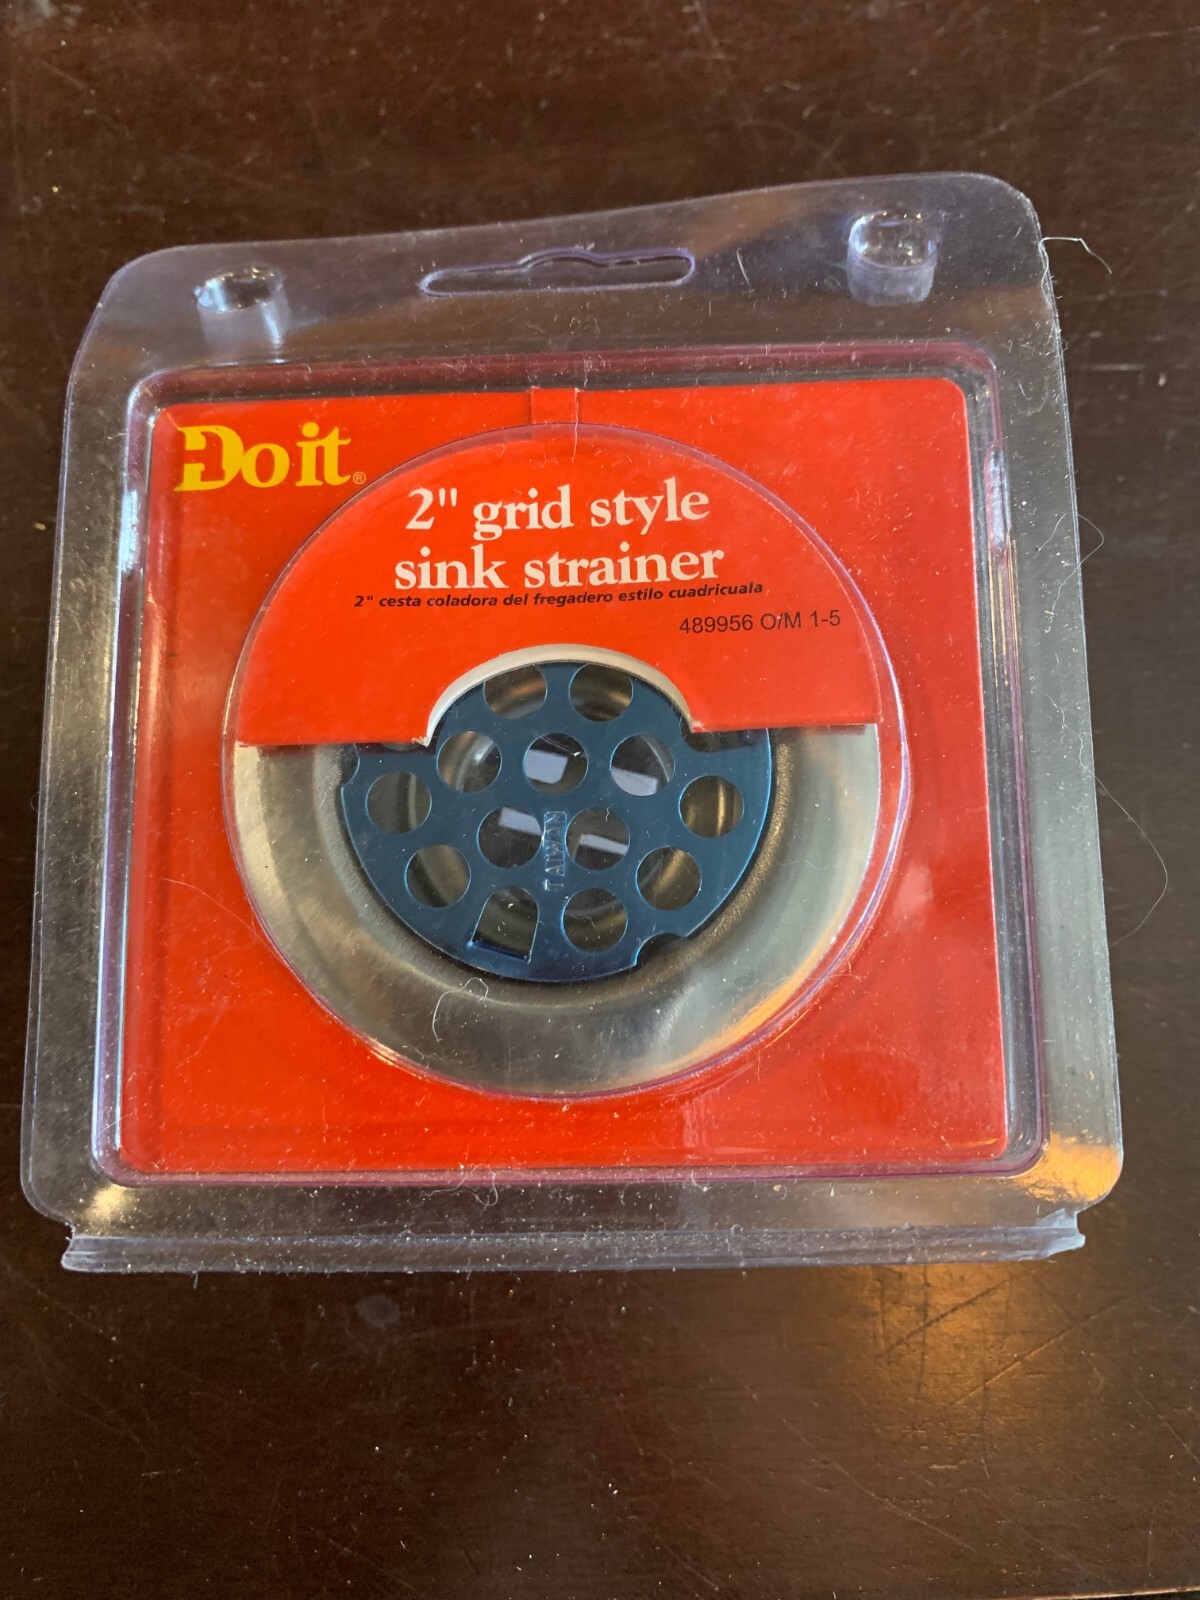 Do it®
2" grid style
sink strainer
2" cesta coladora del fregadero estilo cuadricuala
489956 O/M 1-5
TAIWAN